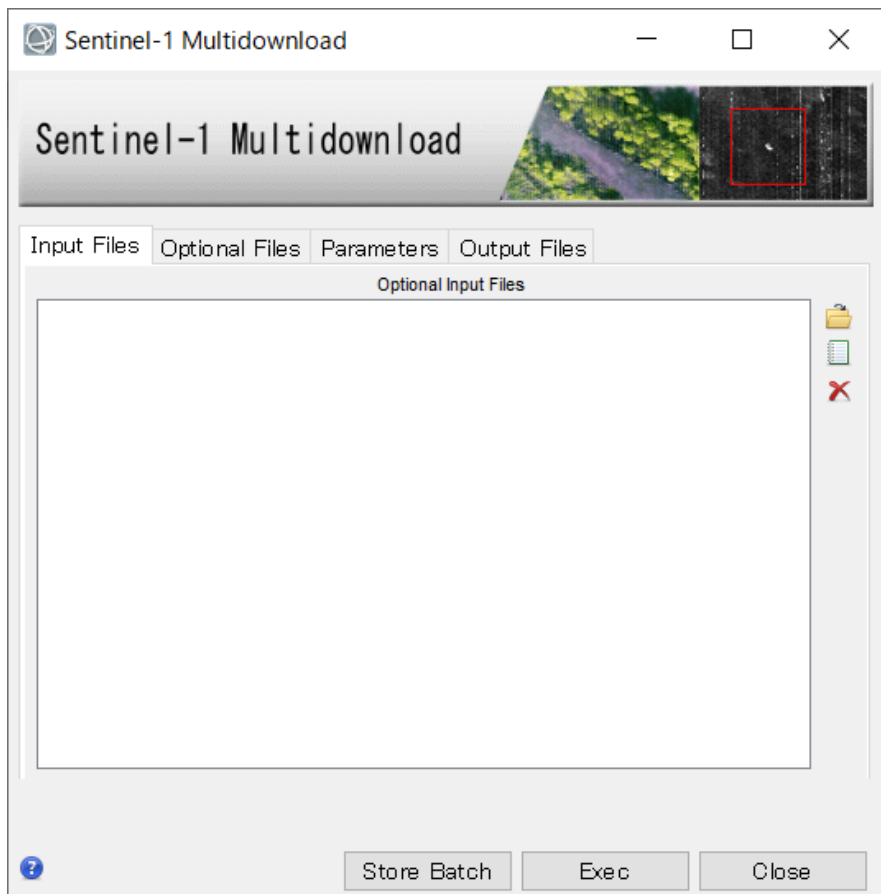 Sentinel-1 Multidownload
Sentinel-1 Multidownload
Input Files Optional Files Parameters Output Files
Optional Input Files
Store Batch Exec Close